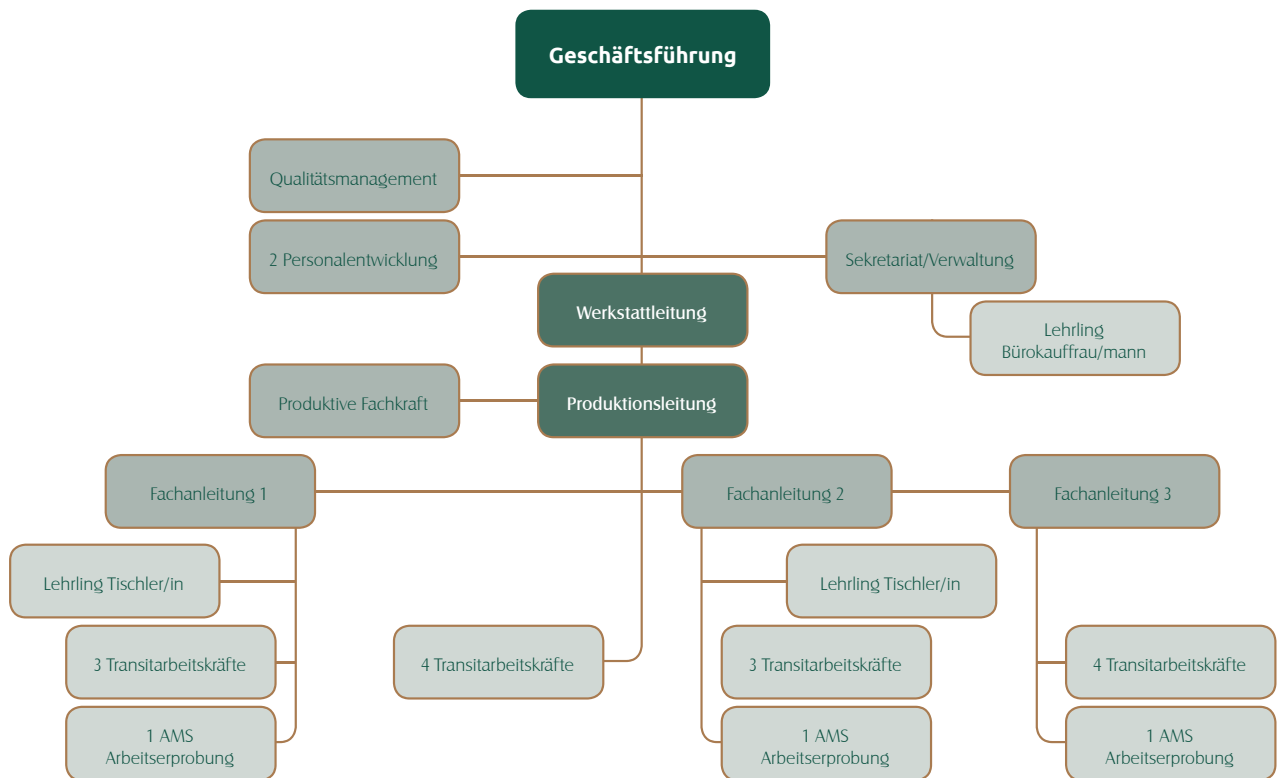 Geschäftsführung
Qualitätsmanagement
2 Personalentwicklung
Sekretariat/Verwaltung
Werkstattleitung
Lehrling
Bürokauffrau/mann
Produktive Fachkraft
Produktionsleitung
Fachanleitung 1
Fachanleitung 2
Fachanleitung 3
Lehrling Tischler/in
Lehrling Tischler/in
3 Transitarbeitskräfte
4 Transitarbeitskräfte
3 Transitarbeitskräfte
4 Transitarbeitskräfte
1 AMS
Arbeitserprobung
1 AMS
Arbeitserprobung
1 AMS
Arbeitserprobung